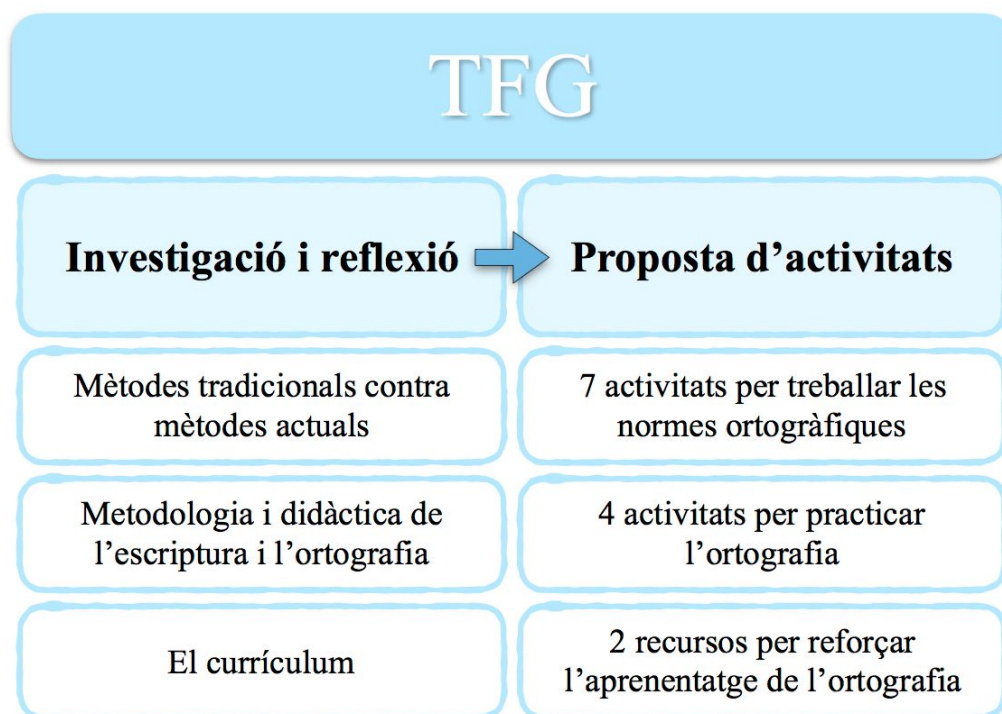 TFG
Investigació i reflexió
Proposta d’activitats
Mètodes tradicionals contra
mètodes actuals
7 activitats per treballar les
normes ortogràfiques
Metodologia i didàctica de
l’escriptura i l’ortografia
4 activitats per practicar
l’ortografia
El currículum
2 recursos per reforçar
l’aprenentatge de l’ortografia